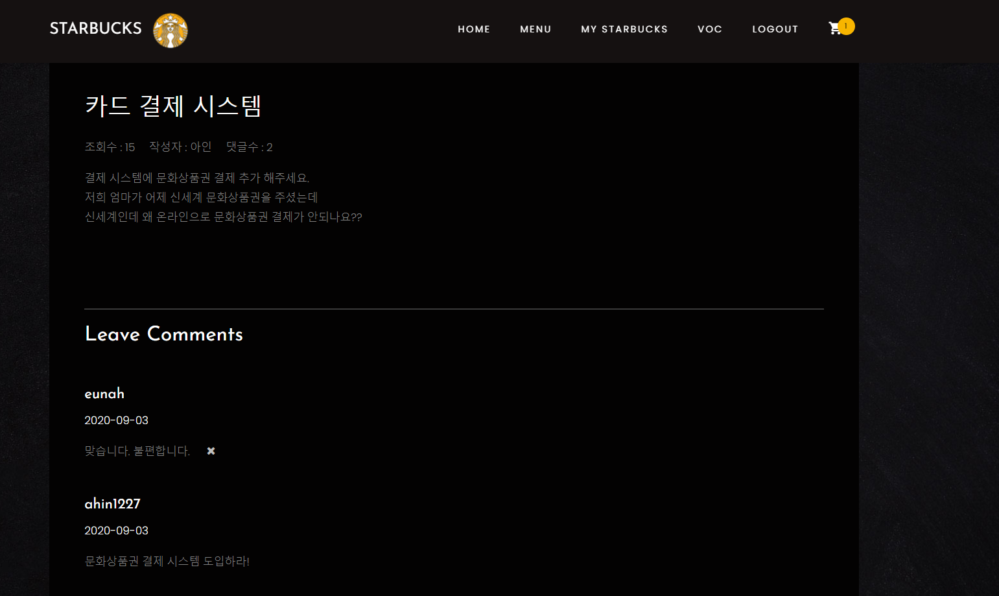 STARBUCKS
HOME MENU MY STARBUCKS VOC LOGOUT 1
카드 결제 시스템
조회수 : 15 작성자 : 아인 댓글수 : 2
결제 시스템에 문화상품권 결제 추가 해주세요.
저희 엄마가 어제 신세계 문화상품권을 주셨는데
신세계인데 왜 온라인으로 문화상품권 결제가 안되나요??
Leave Comments
eunah
2020-09-03
맞습니다. 불편합니다.
ahin1227
2020-09-03
문화상품권 결제 시스템 도입하라!